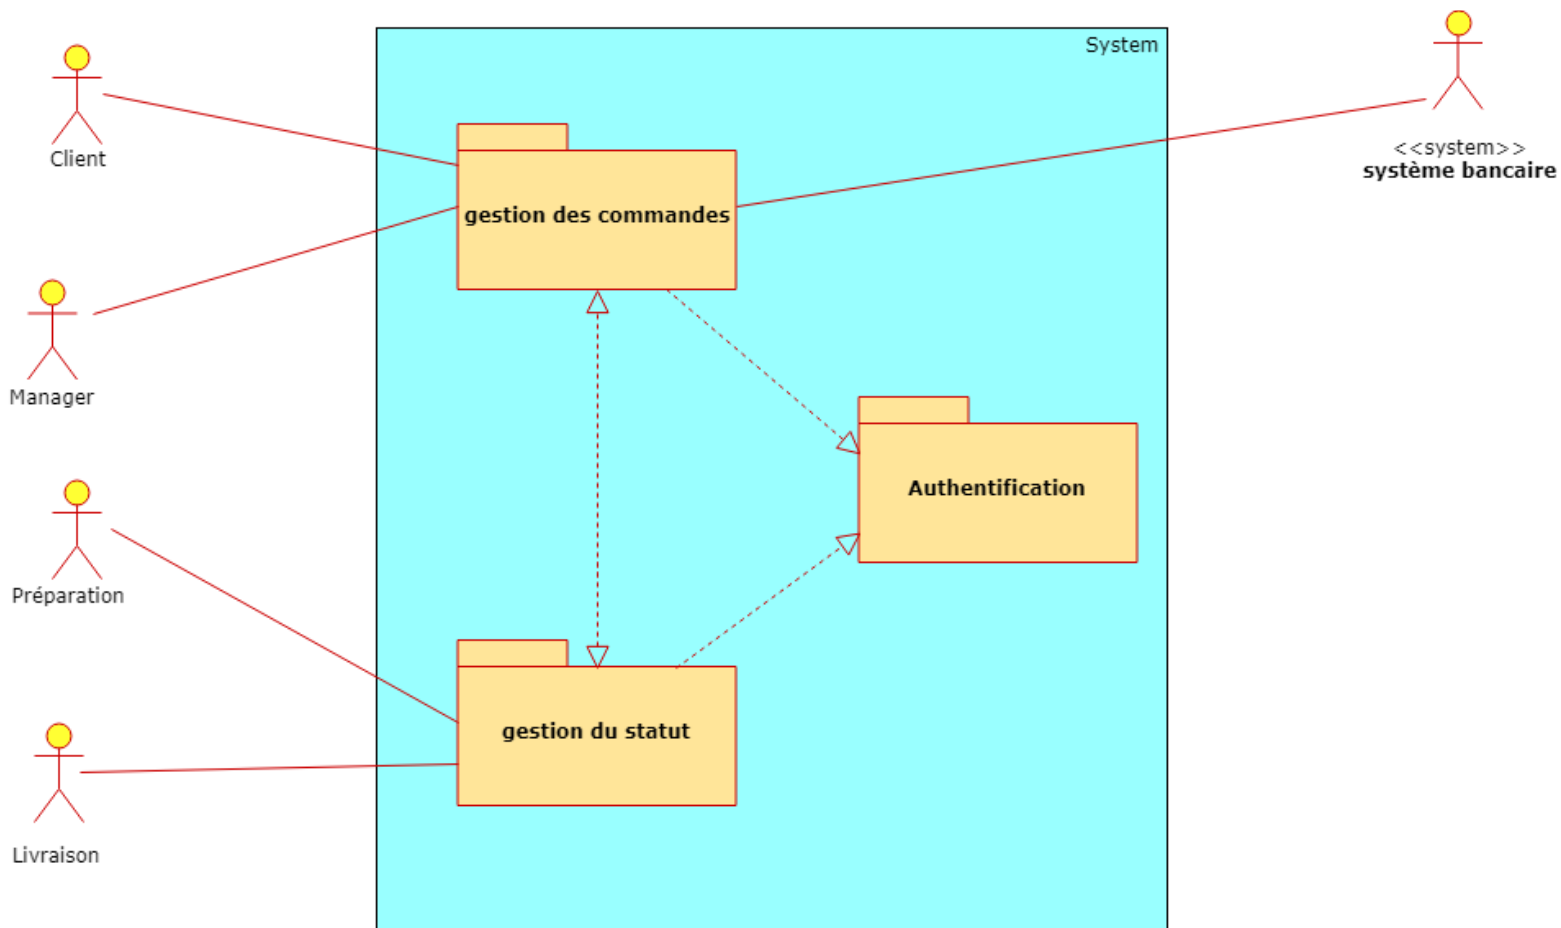 System
Client
<<system>>
système bancaire
gestion des commandes
Manager
Authentification
Préparation
gestion du statut
Livraison